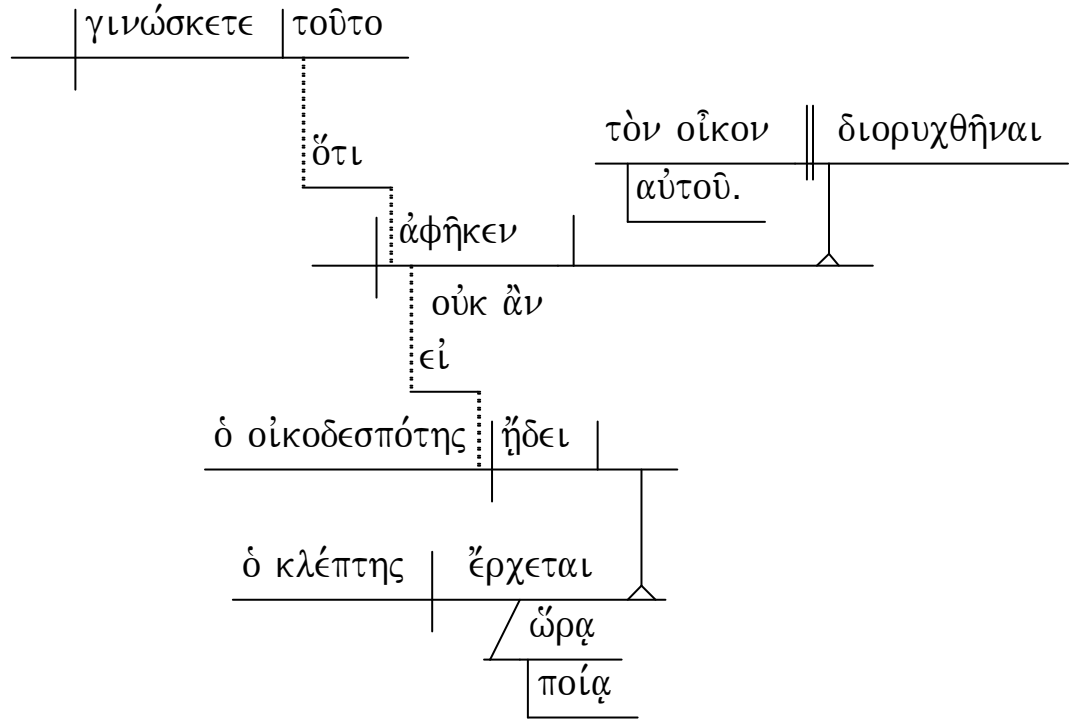 γινώσκετε τοῦτο
τὸν οἶκον διορυχθῆναι
ὅτι
αὐτοῦ.
ἀφῆκεν
οὐκ ἂν
εἰ
ὁ οἰκοδεσπότης ᾔδει
ὁ κλέπτης ἔρχεται
ὥρᾳ
ποίᾳ